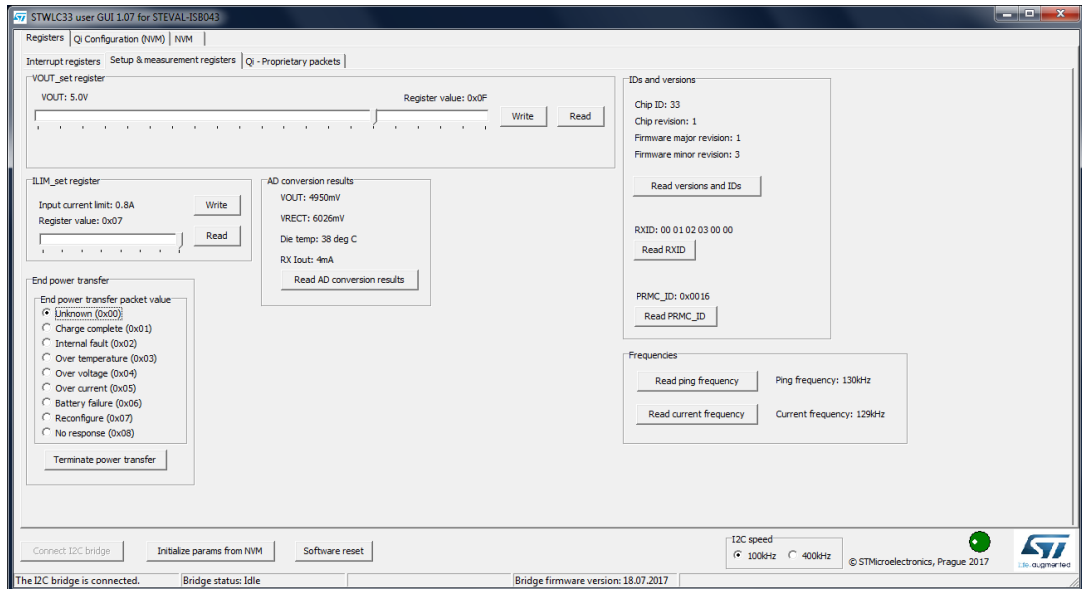 STWLC33 user GUI 1.07 for STEVAL-ISB043
Registers
Qi Configuration (NVM)
NVM
Interrupt registers
Setup & measurement registers
Qi - Proprietary packets
VOUT_set register
VOUT: 5.0V
Register value: 0x0F
Write
Read
ILIM_set register
Input current limit: 0.8A
Write
Register value: 0x07
Read
AD conversion results
VOUT: 4950mV
VRECT: 6026mV
Die temp: 38 deg C
RX Iout: 4mA
Read AD conversion results
End power transfer
End power transfer packet value
Unknown (0x00)
Charge complete (0x01)
Internal fault (0x02)
Over temperature (0x03)
Over voltage (0x04)
Over current (0x05)
Battery failure (0x06)
Reconfigure (0x07)
No response (0x08)
Terminate power transfer
IDs and versions
Chip ID: 33
Chip revision: 1
Firmware major revision: 1
Firmware minor revision: 3
Read versions and IDs
RXID: 00 01 02 03 00 00
Read RXID
PRMC_ID: 0x0016
Read PRMC_ID
Frequencies
Read ping frequency
Ping frequency: 130kHz
Read current frequency
Current frequency: 129kHz
Connect I2C bridge
Initialize params from NVM
Software reset
I2C speed
100kHz
400kHz
© STMicroelectronics, Prague 2017
ST
life.augmented
The I2C bridge is connected.
Bridge status: Idle
Bridge firmware version: 18.07.2017